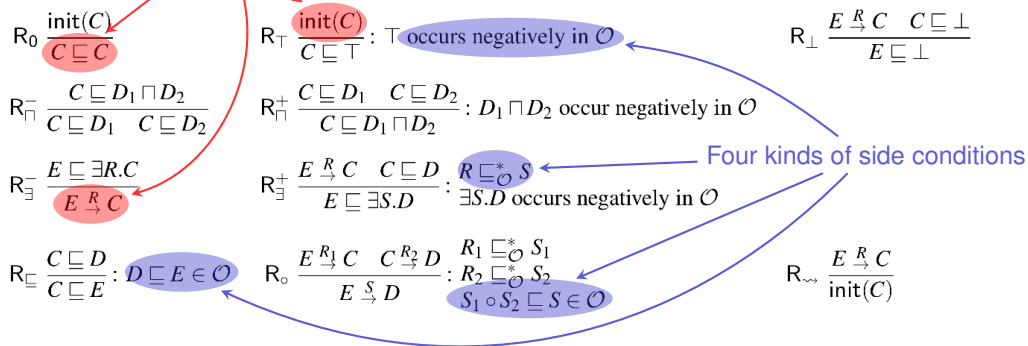 R₀ init(C) / C ⊑ C    R⊤ init(C) / C ⊑ ⊤ : ⊤ occurs negatively in 𝒪    R⊥ E →ᴿ C   C ⊑ ⊥ / E ⊑ ⊥
R⊓⁻ C ⊑ D₁ ⊓ D₂ / C ⊑ D₁   C ⊑ D₂    R⊓⁺ C ⊑ D₁   C ⊑ D₂ / C ⊑ D₁ ⊓ D₂ : D₁ ⊓ D₂ occur negatively in 𝒪
Four kinds of side conditions
R∃⁻ E ⊑ ∃R.C / E →ᴿ C    R∃⁺ E →ᴿ C   C ⊑ D / E ⊑ ∃S.D : R ⊑*𝒪 S
∃S.D occurs negatively in 𝒪
R⊑ C ⊑ D / C ⊑ E : D ⊑ E ∈ 𝒪    R∘ E →ᴿ¹ C   C →ᴿ² D / E →ˢ D : R₁ ⊑*𝒪 S₁
R₂ ⊑*𝒪 S₂
S₁ ∘ S₂ ⊑ S ∈ 𝒪
R⇝ E →ᴿ C / init(C)